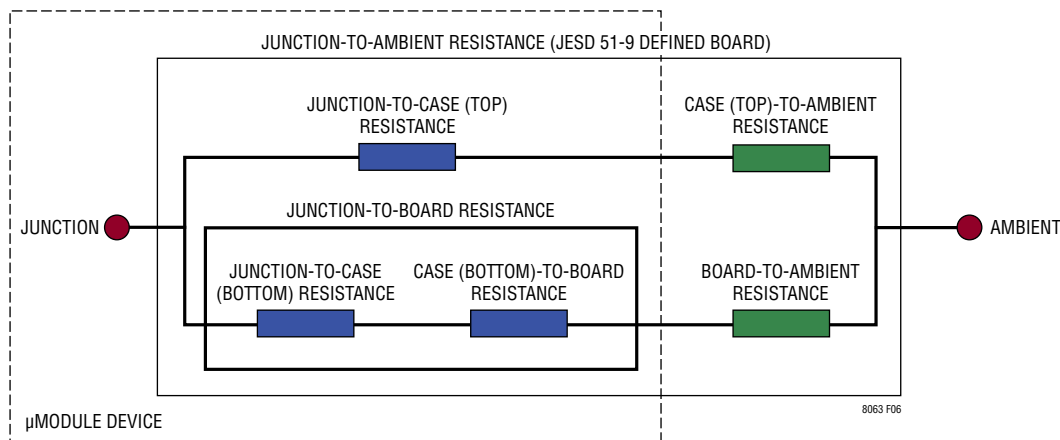 JUNCTION-TO-AMBIENT RESISTANCE (JESD 51-9 DEFINED BOARD)
JUNCTION-TO-CASE (TOP)
RESISTANCE
CASE (TOP)-TO-AMBIENT
RESISTANCE
JUNCTION-TO-BOARD RESISTANCE
JUNCTION
AMBIENT
JUNCTION-TO-CASE
(BOTTOM) RESISTANCE
CASE (BOTTOM)-TO-BOARD
RESISTANCE
BOARD-TO-AMBIENT
RESISTANCE
8063 F06
µMODULE DEVICE